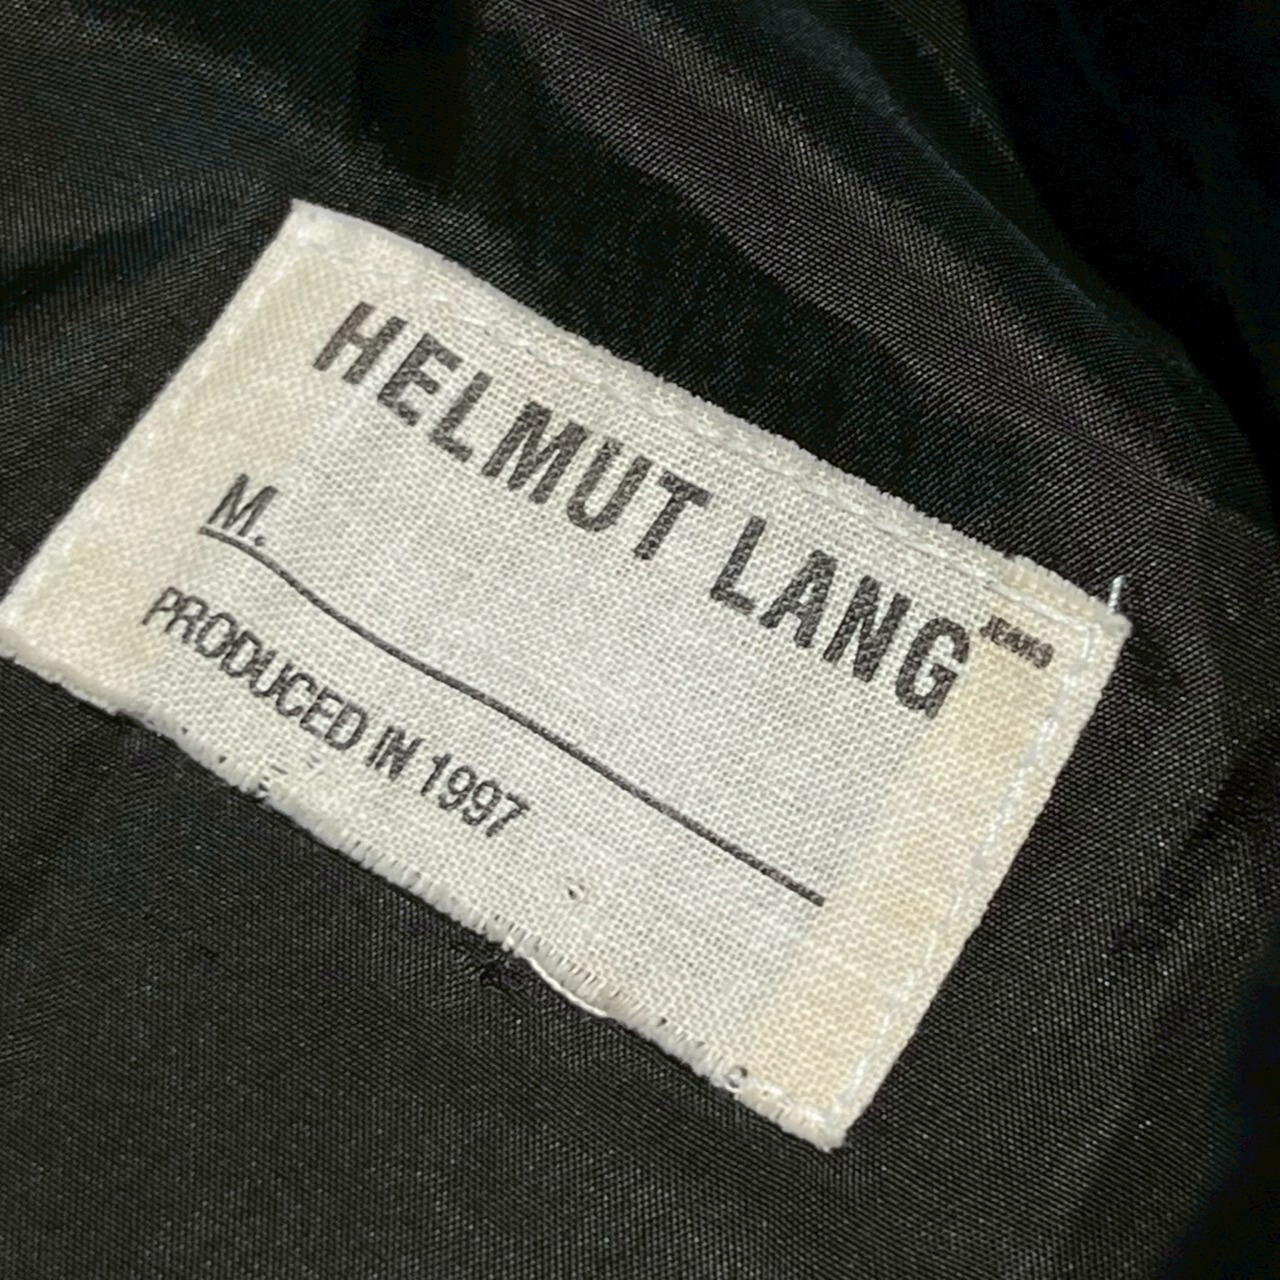 HELMUT LANG JEANS
M.
PRODUCED IN 1997